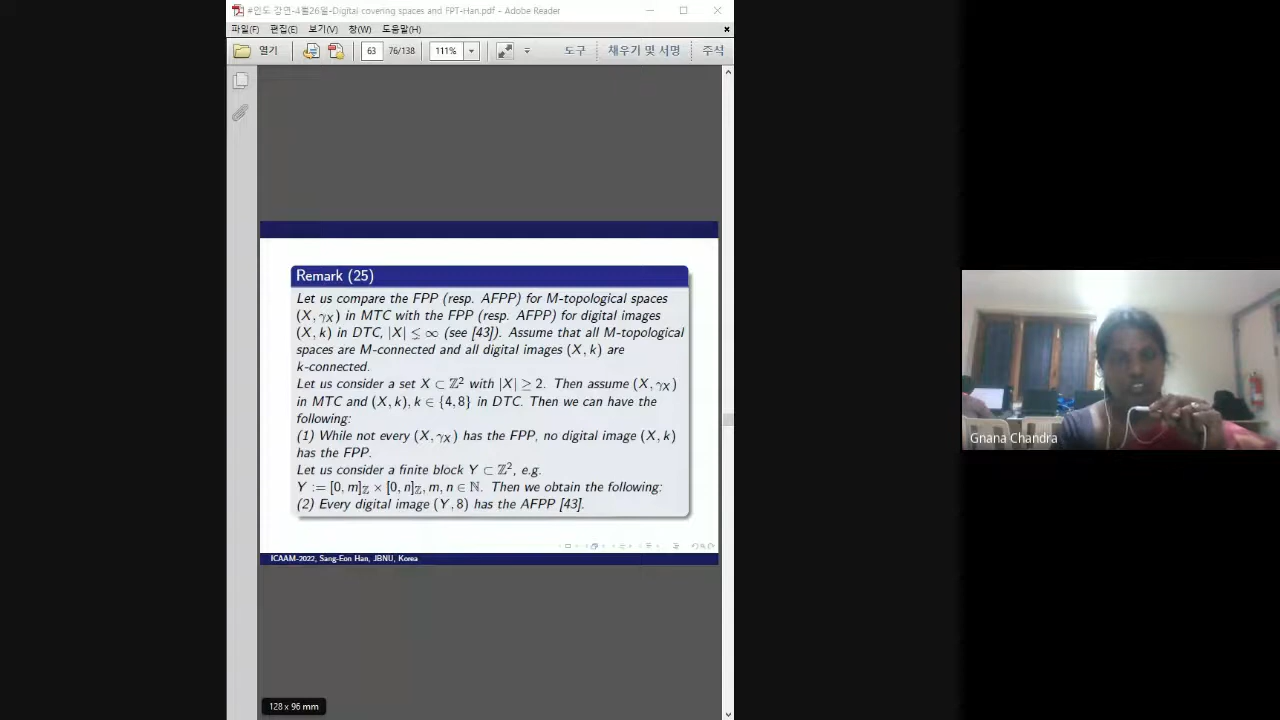 #인도 강연-4월26일-Digital covering spaces and FPT-Han.pdf - Adobe Reader
파일(F) 편집(E) 보기(V) 창(W) 도움말(H)
열기 63 76/138 111% 도구 채우기 및 서명 주석
Remark (25)
Let us compare the FPP (resp. AFPP) for M-topological spaces
(X, γ_X) in MTC with the FPP (resp. AFPP) for digital images
(X, k) in DTC, |X| ≨ ∞ (see [43]). Assume that all M-topological
spaces are M-connected and all digital images (X, k) are
k-connected.
Let us consider a set X ⊂ ℤ² with |X| ≥ 2. Then assume (X, γ_X)
in MTC and (X, k), k ∈ {4, 8} in DTC. Then we can have the
following:
(1) While not every (X, γ_X) has the FPP, no digital image (X, k)
has the FPP.
Let us consider a finite block Y ⊂ ℤ², e.g.
Y := [0, m]_ℤ × [0, n]_ℤ, m, n ∈ ℕ. Then we obtain the following:
(2) Every digital image (Y, 8) has the AFPP [43].
ICAAM-2022, Sang-Eon Han, JBNU, Korea
128 x 96 mm
Gnana Chandra